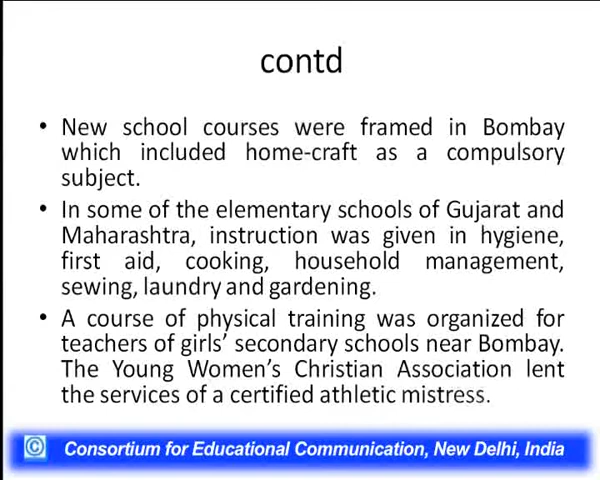 contd
• New school courses were framed in Bombay
which included home-craft as a compulsory
subject.
• In some of the elementary schools of Gujarat and
Maharashtra, instruction was given in hygiene,
first aid, cooking, household management,
sewing, laundry and gardening.
• A course of physical training was organized for
teachers of girls’ secondary schools near Bombay.
The Young Women’s Christian Association lent
the services of a certified athletic mistress.
© Consortium for Educational Communication, New Delhi, India